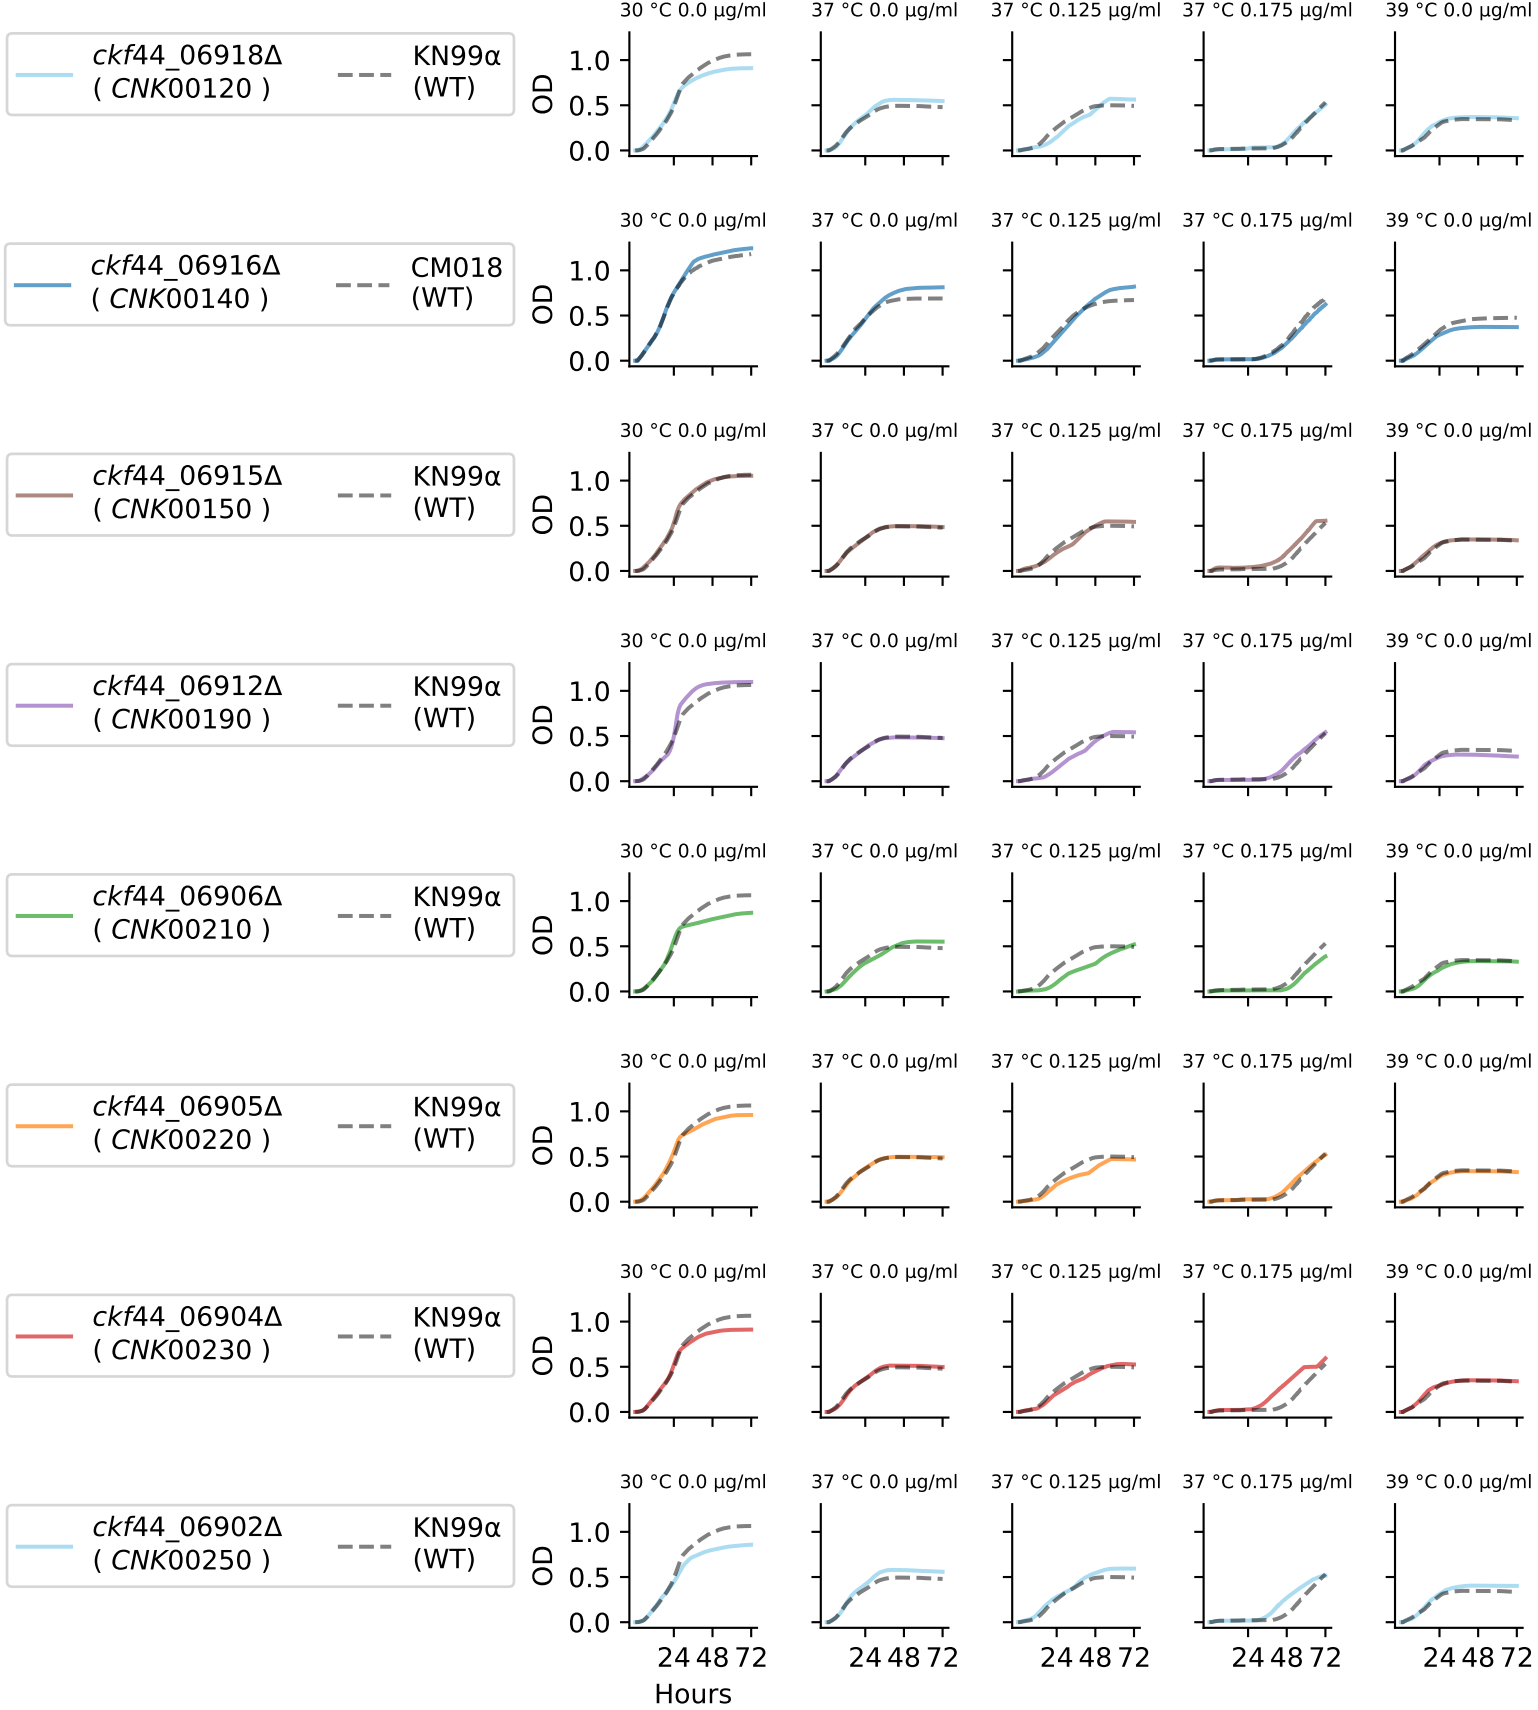 30 °C 0.0 µg/ml 37 °C 0.0 µg/ml 37 °C 0.125 µg/ml 37 °C 0.175 µg/ml 39 °C 0.0 µg/ml
ckf44_06918Δ KN99α
( CNK00120 ) (WT)
OD
1.0
0.5
0.0
30 °C 0.0 µg/ml 37 °C 0.0 µg/ml 37 °C 0.125 µg/ml 37 °C 0.175 µg/ml 39 °C 0.0 µg/ml
ckf44_06916Δ CM018
( CNK00140 ) (WT)
OD
1.0
0.5
0.0
30 °C 0.0 µg/ml 37 °C 0.0 µg/ml 37 °C 0.125 µg/ml 37 °C 0.175 µg/ml 39 °C 0.0 µg/ml
ckf44_06915Δ KN99α
( CNK00150 ) (WT)
OD
1.0
0.5
0.0
30 °C 0.0 µg/ml 37 °C 0.0 µg/ml 37 °C 0.125 µg/ml 37 °C 0.175 µg/ml 39 °C 0.0 µg/ml
ckf44_06912Δ KN99α
( CNK00190 ) (WT)
OD
1.0
0.5
0.0
30 °C 0.0 µg/ml 37 °C 0.0 µg/ml 37 °C 0.125 µg/ml 37 °C 0.175 µg/ml 39 °C 0.0 µg/ml
ckf44_06906Δ KN99α
( CNK00210 ) (WT)
OD
1.0
0.5
0.0
30 °C 0.0 µg/ml 37 °C 0.0 µg/ml 37 °C 0.125 µg/ml 37 °C 0.175 µg/ml 39 °C 0.0 µg/ml
ckf44_06905Δ KN99α
( CNK00220 ) (WT)
OD
1.0
0.5
0.0
30 °C 0.0 µg/ml 37 °C 0.0 µg/ml 37 °C 0.125 µg/ml 37 °C 0.175 µg/ml 39 °C 0.0 µg/ml
ckf44_06904Δ KN99α
( CNK00230 ) (WT)
OD
1.0
0.5
0.0
30 °C 0.0 µg/ml 37 °C 0.0 µg/ml 37 °C 0.125 µg/ml 37 °C 0.175 µg/ml 39 °C 0.0 µg/ml
ckf44_06902Δ KN99α
( CNK00250 ) (WT)
OD
1.0
0.5
0.0
24 48 72 24 48 72 24 48 72 24 48 72 24 48 72
Hours